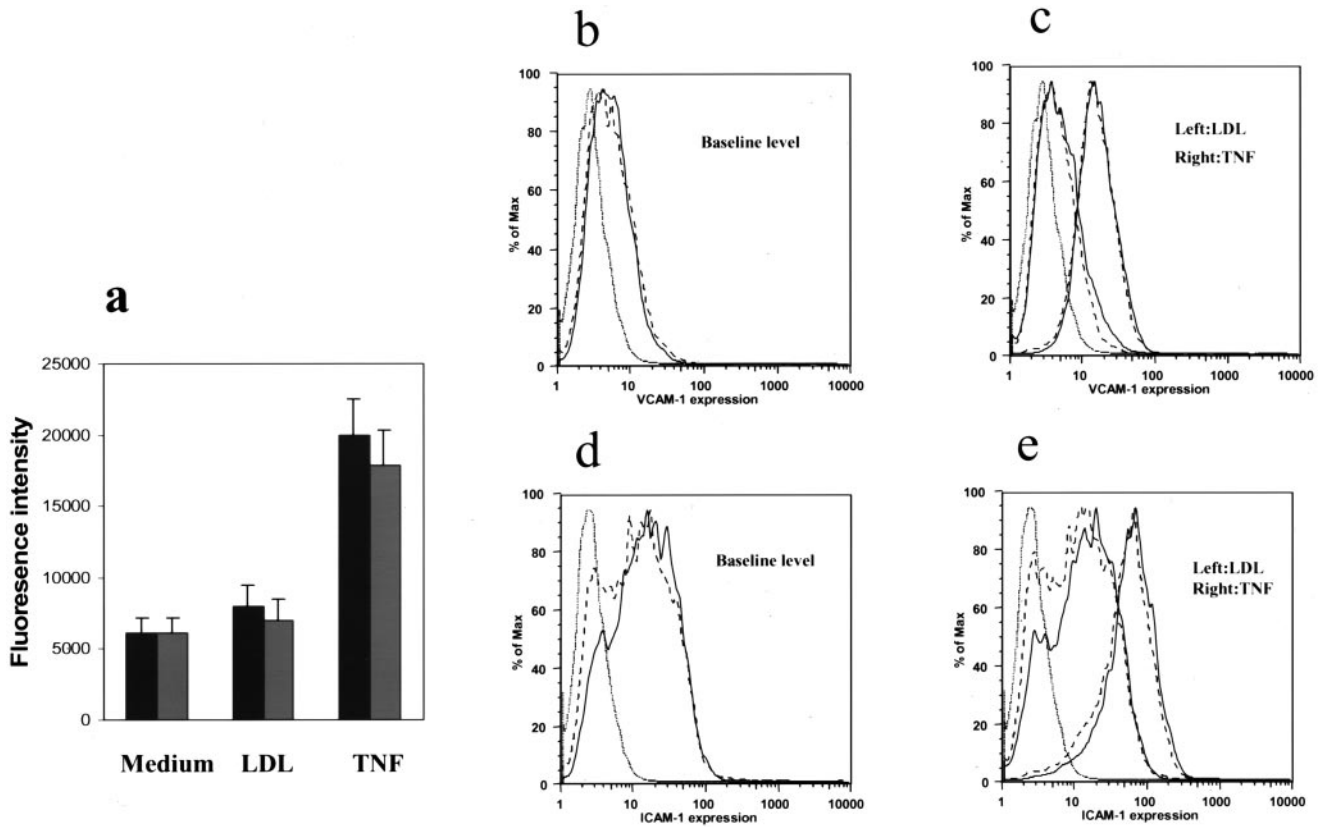 a
Fluoresence intensity
25000
20000
15000
10000
5000
0
Medium LDL TNF
b
% of Max
100
80
60
40
20
0
Baseline level
1 10 100 1000 10000
VCAM-1 expression
c
% of Max
100
80
60
40
20
0
Left:LDL
Right:TNF
1 10 100 1000 10000
VCAM-1 expression
d
% of Max
100
80
60
40
20
0
Baseline level
1 10 100 1000 10000
ICAM-1 expression
e
% of Max
100
80
60
40
20
0
Left:LDL
Right:TNF
1 10 100 1000 10000
ICAM-1 expression